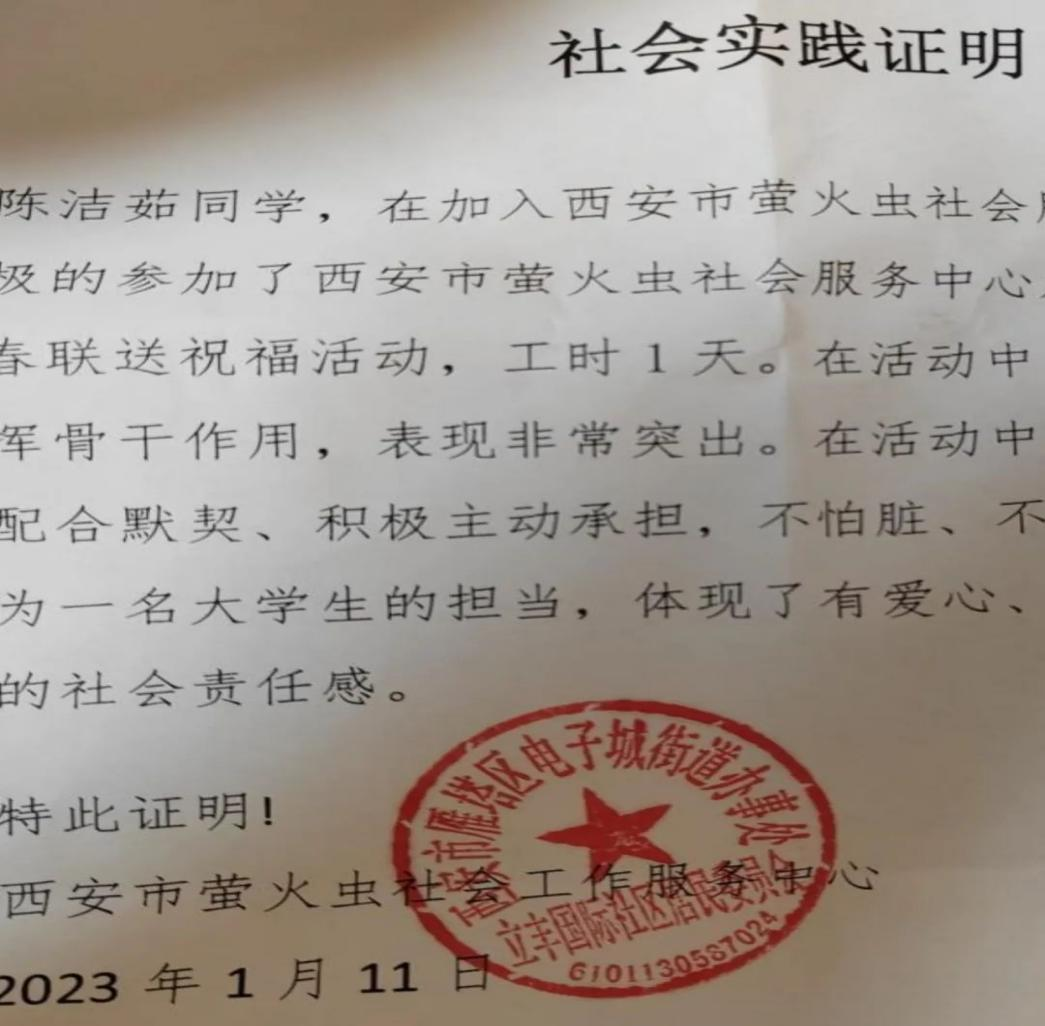 社会实践证明
陈洁茹同学，在加入西安市萤火虫社会
极的参加了西安市萤火虫社会服务中心
春联送祝福活动，工时 1 天。在活动中
挥骨干作用，表现非常突出。在活动中
配合默契、积极主动承担，不怕脏、不
为一名大学生的担当，体现了有爱心、
的社会责任感。
特此证明!
西安市萤火虫社会工作服务中心
2023 年 1 月 11 日
西安市雁塔区电子城街道办事处
立丰国际社区居民委员会
6101130587024